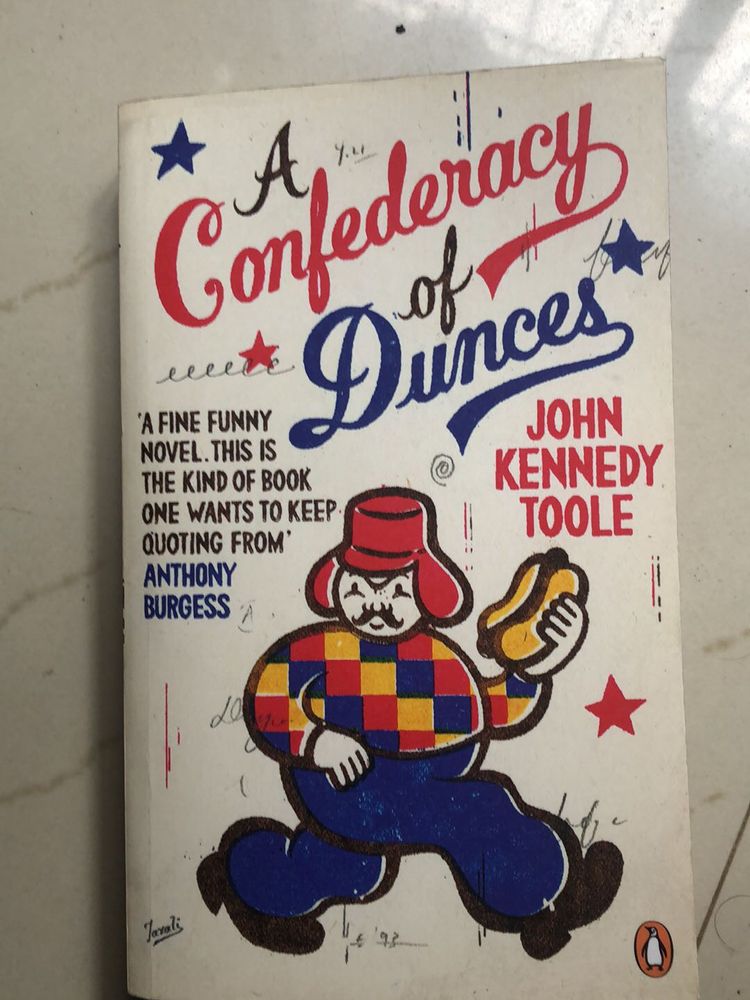 A
Confederacy
of
Dunces
'A FINE FUNNY
NOVEL. THIS IS
THE KIND OF BOOK
ONE WANTS TO KEEP
QUOTING FROM'
ANTHONY
BURGESS
JOHN
KENNEDY
TOOLE